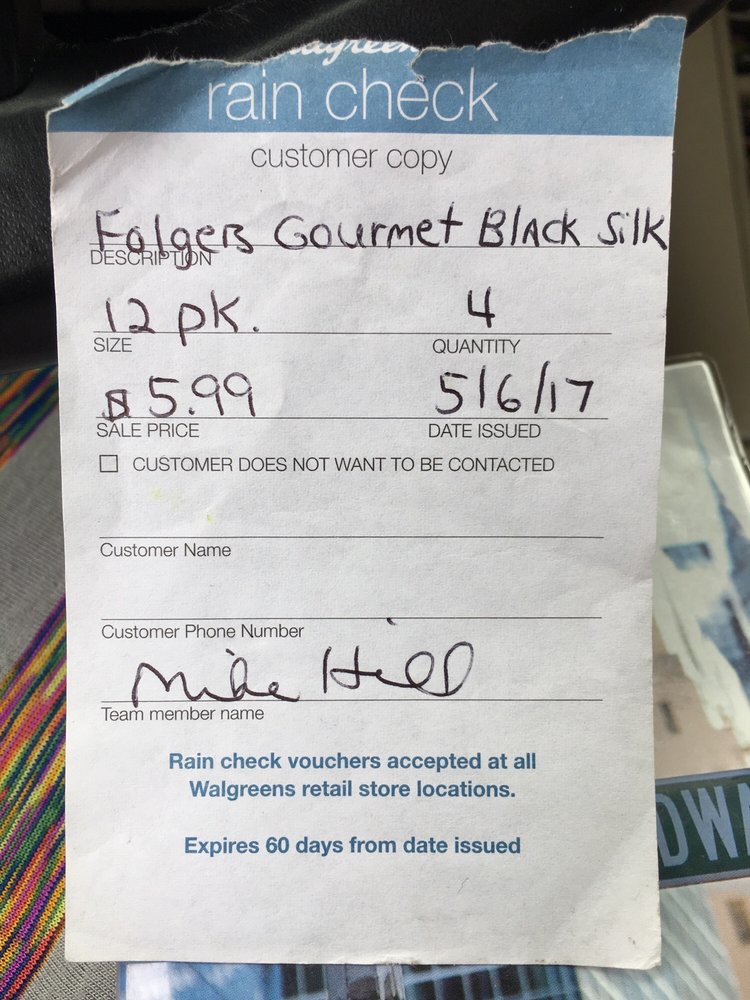 rain check
customer copy
Folgers Gourmet Black Silk
DESCRIPTION
12 pk. 4
SIZE QUANTITY
$5.99 5/6/17
SALE PRICE DATE ISSUED
CUSTOMER DOES NOT WANT TO BE CONTACTED
Customer Name
Customer Phone Number
Mike Hill
Team member name
Rain check vouchers accepted at all
Walgreens retail store locations.
Expires 60 days from date issued